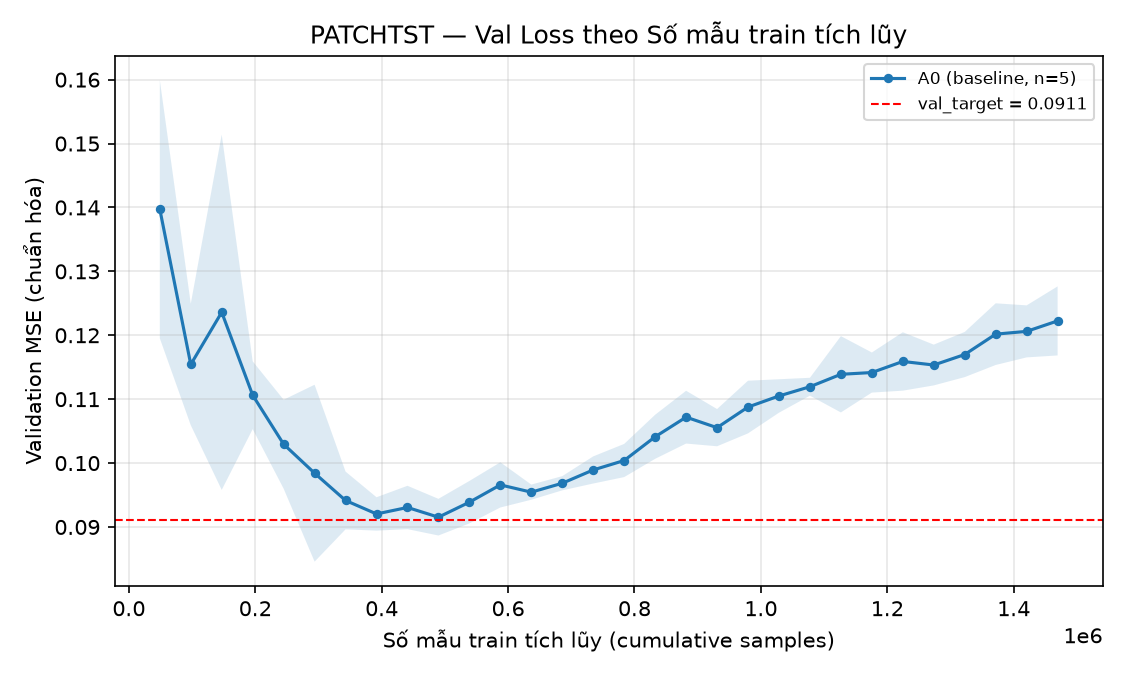 PATCHTST — Val Loss theo Số mẫu train tích lũy
A0 (baseline, n=5)
val_target = 0.0911
Validation MSE (chuẩn hóa)
0.16
0.15
0.14
0.13
0.12
0.11
0.10
0.09
0.0 0.2 0.4 0.6 0.8 1.0 1.2 1.4
1e6
Số mẫu train tích lũy (cumulative samples)